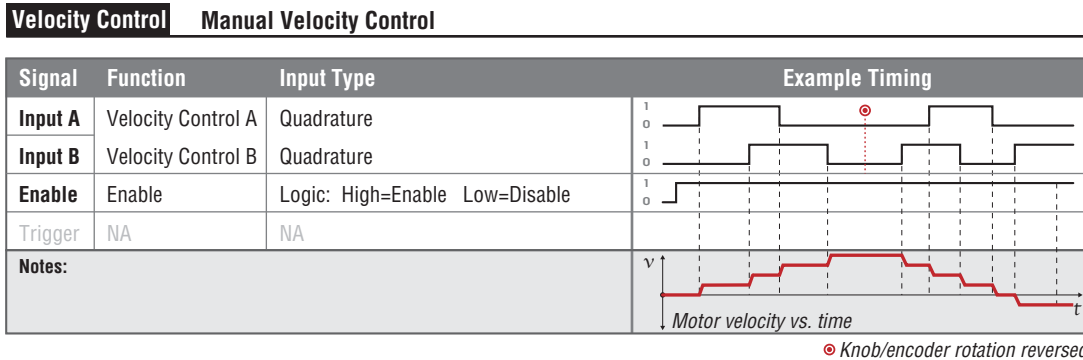 Velocity Control Manual Velocity Control
Signal Function Input Type Example Timing
Input A Velocity Control A Quadrature 1 0
Input B Velocity Control B Quadrature 1 0
Enable Enable Logic: High=Enable Low=Disable 1 0
Trigger NA NA
Notes: v
t
Motor velocity vs. time
Knob/encoder rotation reversed